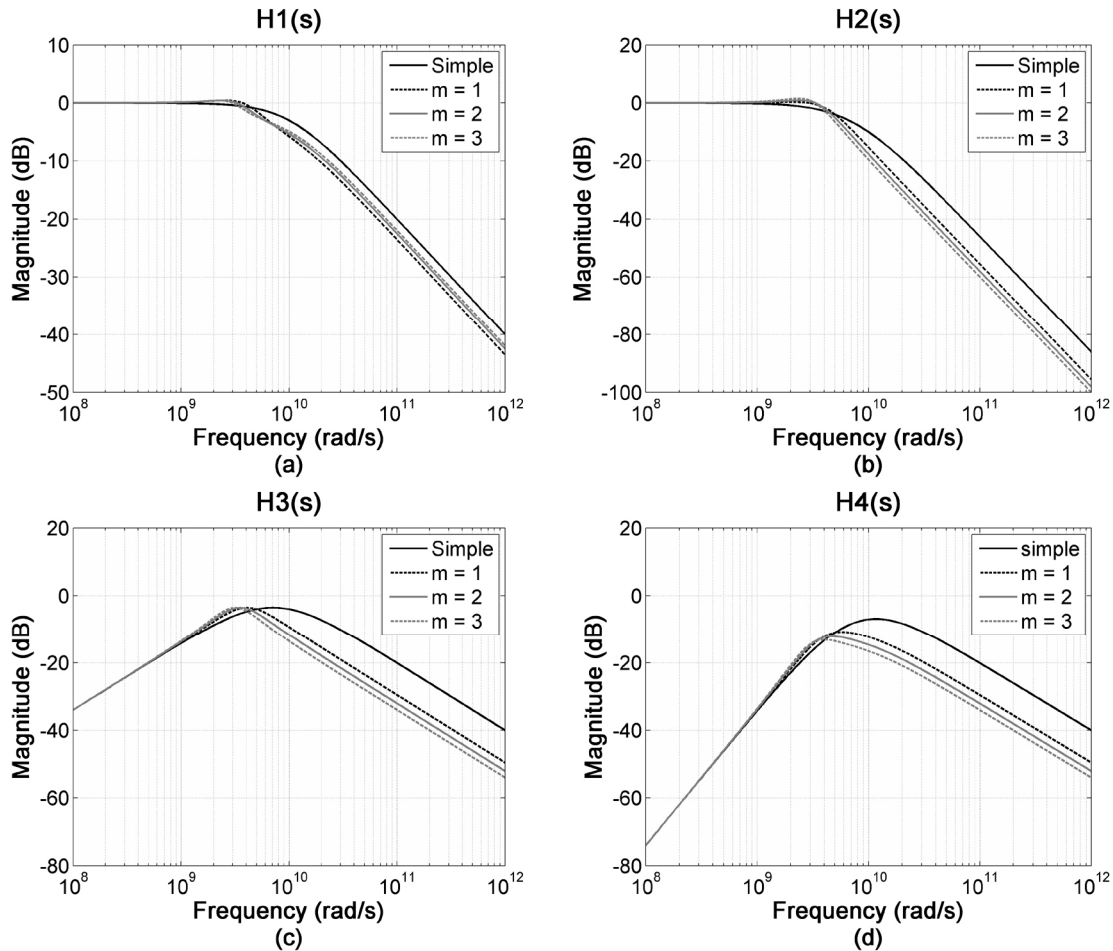 H1(s)
Magnitude (dB)
10
0
-10
-20
-30
-40
-50
Simple
m = 1
m = 2
m = 3
10^8
10^9
10^10
10^11
10^12
Frequency (rad/s)
(a)
H2(s)
Magnitude (dB)
20
0
-20
-40
-60
-80
-100
Simple
m = 1
m = 2
m = 3
10^8
10^9
10^10
10^11
10^12
Frequency (rad/s)
(b)
H3(s)
Magnitude (dB)
20
0
-20
-40
-60
-80
Simple
m = 1
m = 2
m = 3
10^8
10^9
10^10
10^11
10^12
Frequency (rad/s)
(c)
H4(s)
Magnitude (dB)
20
0
-20
-40
-60
-80
simple
m = 1
m = 2
m = 3
10^8
10^9
10^10
10^11
10^12
Frequency (rad/s)
(d)